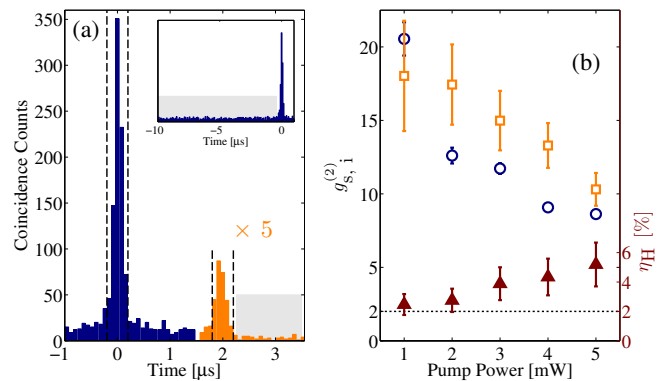 (a)
Coincidence Counts
350
300
250
200
150
100
50
0
-1 0 1 2 3
Time [μs]
× 5
-10 -5 0
Time [μs]
(b)
g(2)s, i
20
15
10
5
2
0
1 2 3 4 5
Pump Power [mW]
6
4
2
0
ηH [%]